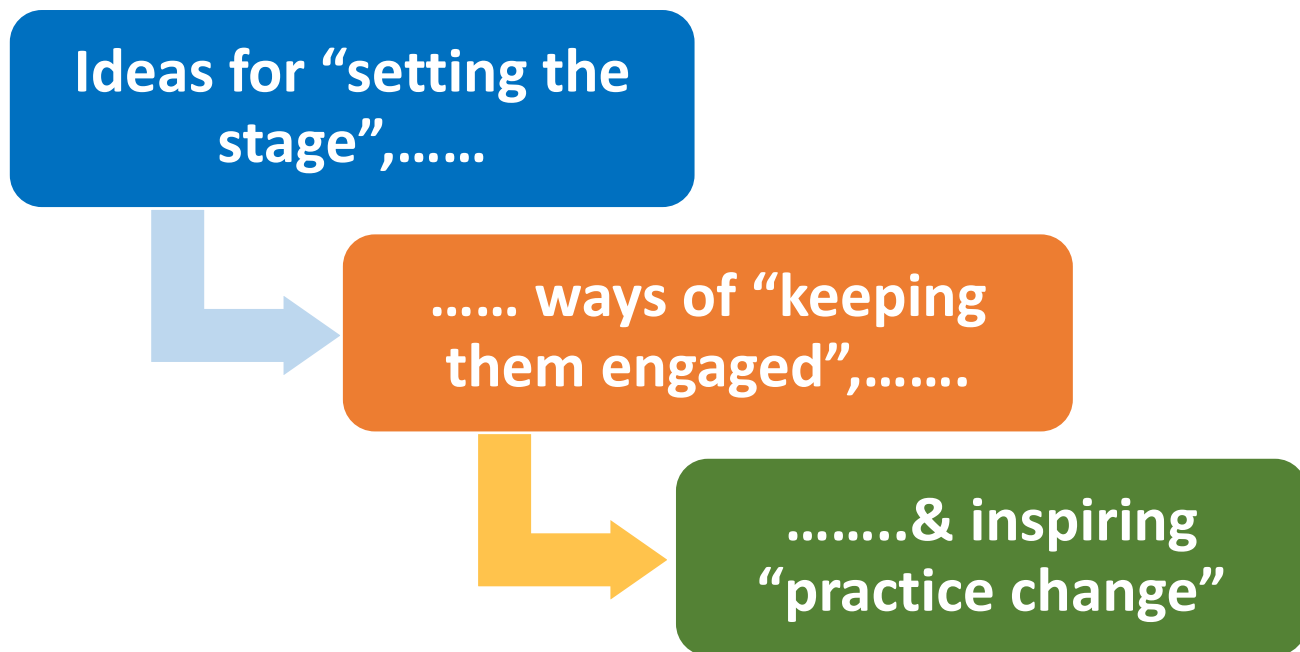 Ideas for “setting the
stage”,……
…… ways of “keeping
them engaged”,…….
……..& inspiring
“practice change”